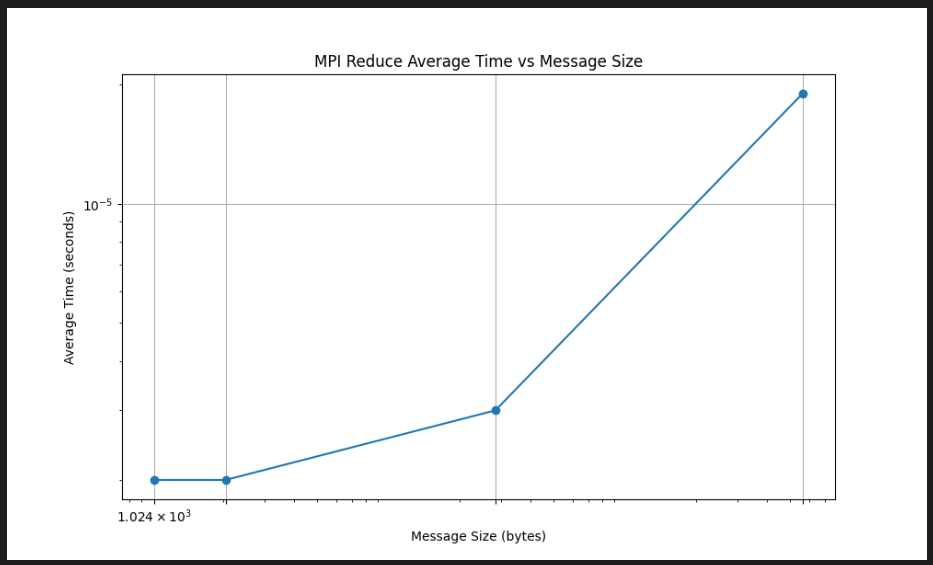 MPI Reduce Average Time vs Message Size
10⁻⁵
Average Time (seconds)
1.024 × 10³
Message Size (bytes)